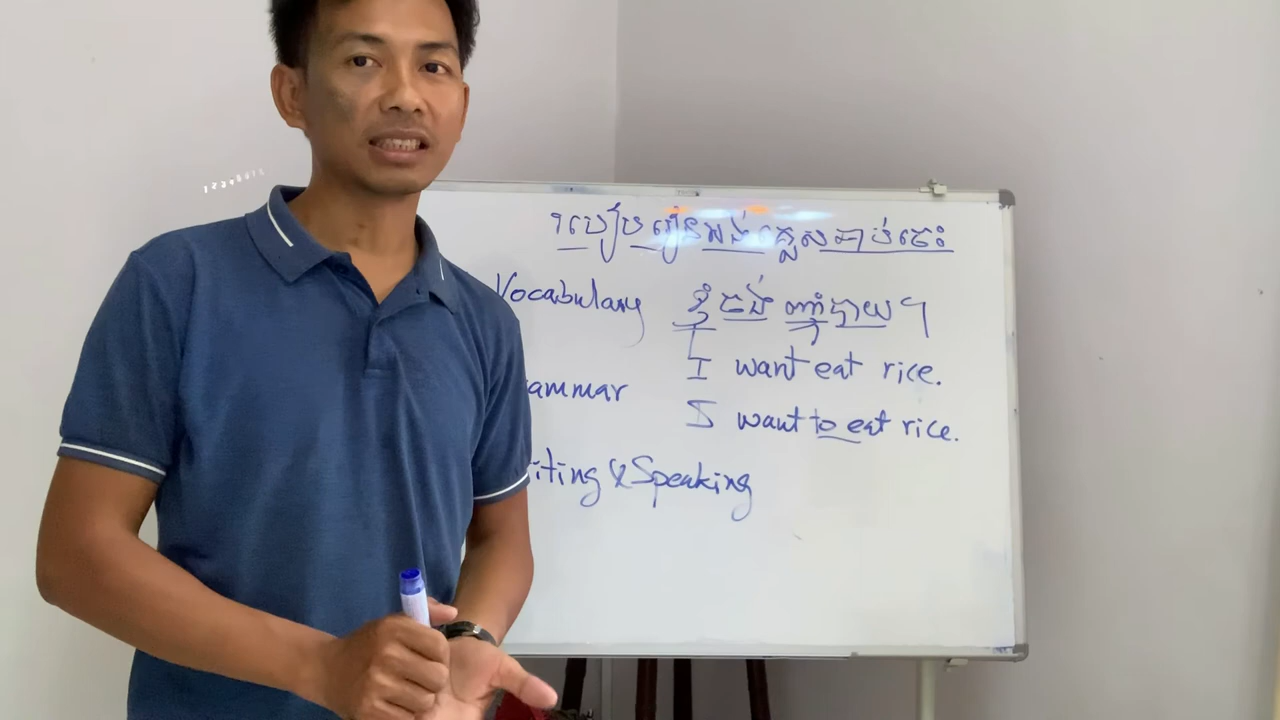 របៀបរៀនអង់គ្លេសឆាប់ចេះ
Vocabulary ខ្ញុំចង់ញ៉ាំបាយ។
I want eat rice.
ammar
I want to eat rice.
iting & Speaking